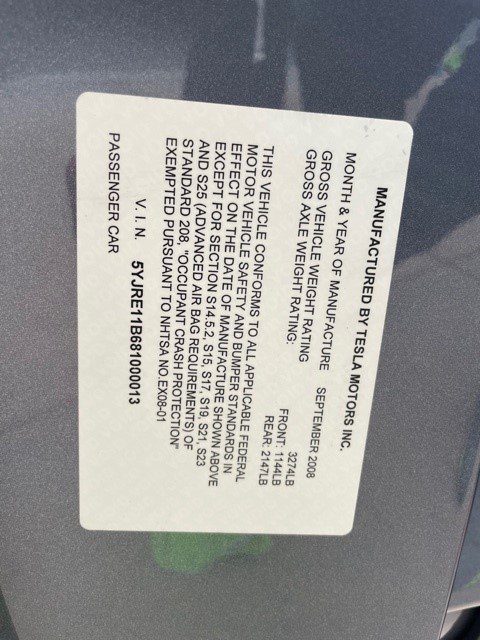 MANUFACTURED BY TESLA MOTORS INC.
MONTH & YEAR OF MANUFACTURE SEPTEMBER 2008
GROSS VEHICLE WEIGHT RATING 3274LB
GROSS AXLE WEIGHT RATING: FRONT: 1144LB
REAR: 2147LB
THIS VEHICLE CONFORMS TO ALL APPLICABLE FEDERAL
MOTOR VEHICLE SAFETY AND BUMPER STANDARDS IN
EFFECT ON THE DATE OF MANUFACTURE SHOWN ABOVE
EXCEPT FOR SECTION S14.5.2, S15, S17, S19, S21, S23
AND S25 (ADVANCED AIR BAG REQUIREMENTS) OF
STANDARD 208, "OCCUPANT CRASH PROTECTION"
EXEMPTED PURSUANT TO NHTSA NO.EX08-01
V. I. N. 5YJRE11B681000013
PASSENGER CAR